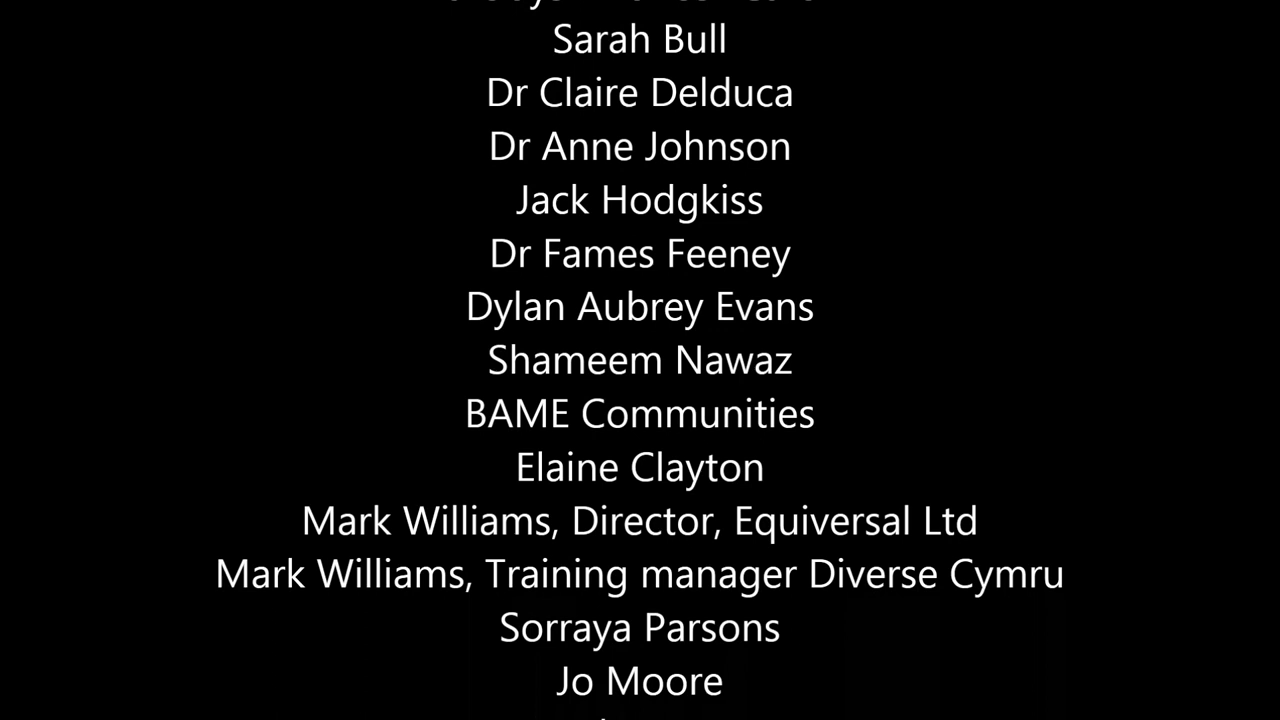 Sarah Bull
Dr Claire Delduca
Dr Anne Johnson
Jack Hodgkiss
Dr Fames Feeney
Dylan Aubrey Evans
Shameem Nawaz
BAME Communities
Elaine Clayton
Mark Williams, Director, Equiversal Ltd
Mark Williams, Training manager Diverse Cymru
Sorraya Parsons
Jo Moore